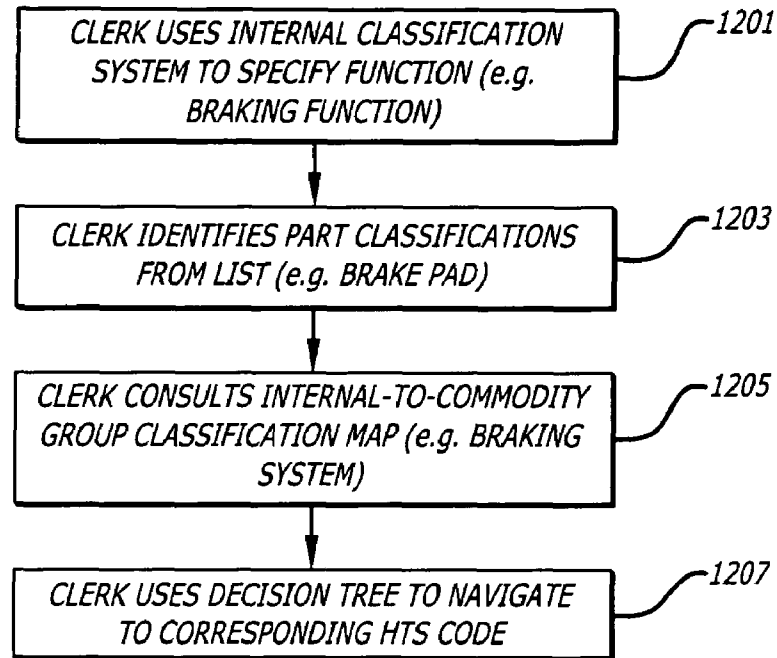 CLERK USES INTERNAL CLASSIFICATION
SYSTEM TO SPECIFY FUNCTION (e.g.
BRAKING FUNCTION)
1201
CLERK IDENTIFIES PART CLASSIFICATIONS
FROM LIST (e.g. BRAKE PAD)
1203
CLERK CONSULTS INTERNAL-TO-COMMODITY
GROUP CLASSIFICATION MAP (e.g. BRAKING
SYSTEM)
1205
CLERK USES DECISION TREE TO NAVIGATE
TO CORRESPONDING HTS CODE
1207